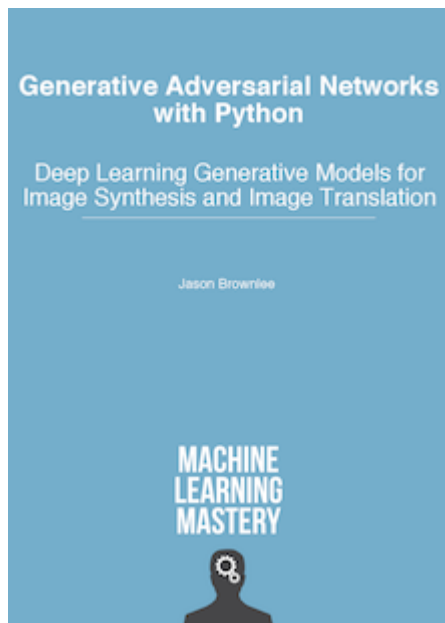 Generative Adversarial Networks
with Python
Deep Learning Generative Models for
Image Synthesis and Image Translation
Jason Brownlee
MACHINE
LEARNING
MASTERY